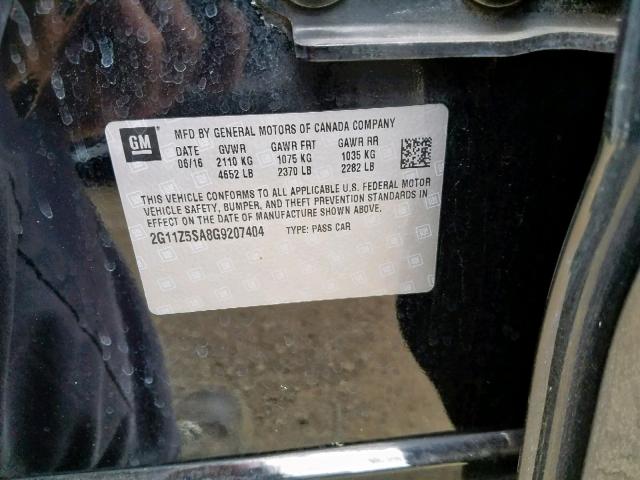 GM
MFD BY GENERAL MOTORS OF CANADA COMPANY
DATE GVWR GAWR FRT GAWR RR
06/16 2110 KG 1075 KG 1035 KG
4652 LB 2370 LB 2282 LB
THIS VEHICLE CONFORMS TO ALL APPLICABLE U.S. FEDERAL MOTOR
VEHICLE SAFETY, BUMPER, AND THEFT PREVENTION STANDARDS IN
EFFECT ON THE DATE OF MANUFACTURE SHOWN ABOVE.
2G11Z5SA8G9207404 TYPE: PASS CAR